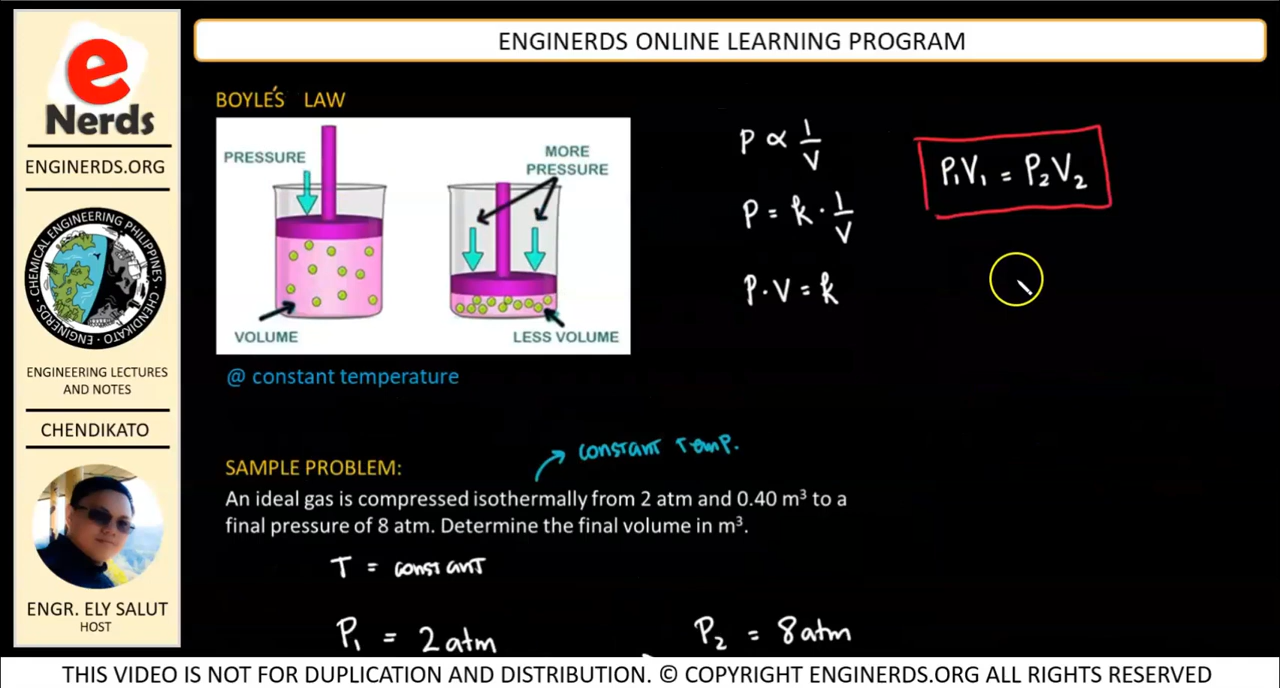 e
Nerds
ENGINERDS.ORG
CHEMICAL ENGINEERING PHILIPPINES
• CHENDIKATO • ENGINERDS •
ENGINEERING LECTURES
AND NOTES
CHENDIKATO
ENGR. ELY SALUT
HOST
ENGINERDS ONLINE LEARNING PROGRAM
BOYLE'S LAW
PRESSURE
MORE
PRESSURE
VOLUME
LESS VOLUME
@ constant temperature
P ∝ 1/V
P = k · 1/V
P · V = k
P₁V₁ = P₂V₂
constant Temp.
SAMPLE PROBLEM:
An ideal gas is compressed isothermally from 2 atm and 0.40 m³ to a
final pressure of 8 atm. Determine the final volume in m³.
T = constant
P₁ = 2 atm
P₂ = 8 atm
THIS VIDEO IS NOT FOR DUPLICATION AND DISTRIBUTION. © COPYRIGHT ENGINERDS.ORG ALL RIGHTS RESERVED